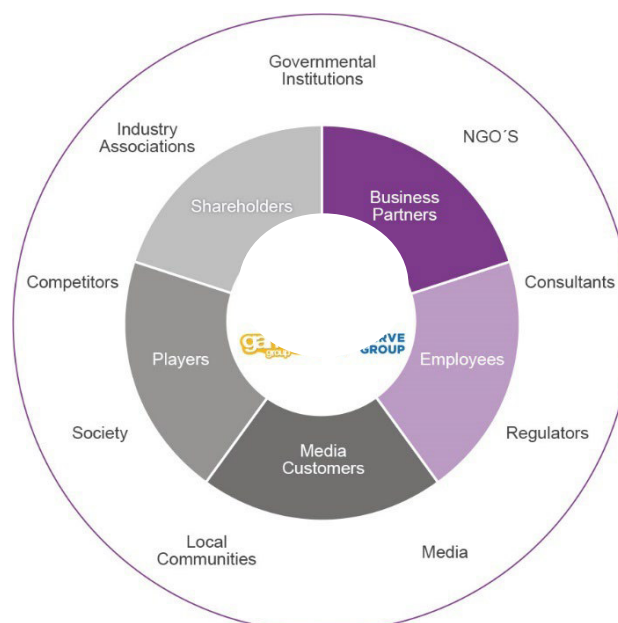 Governmental
Institutions
Industry
Associations
NGO´S
Shareholders
Business
Partners
Competitors
Consultants
group
GROUP
Players
Employees
Society
Regulators
Media
Customers
Local
Communities
Media